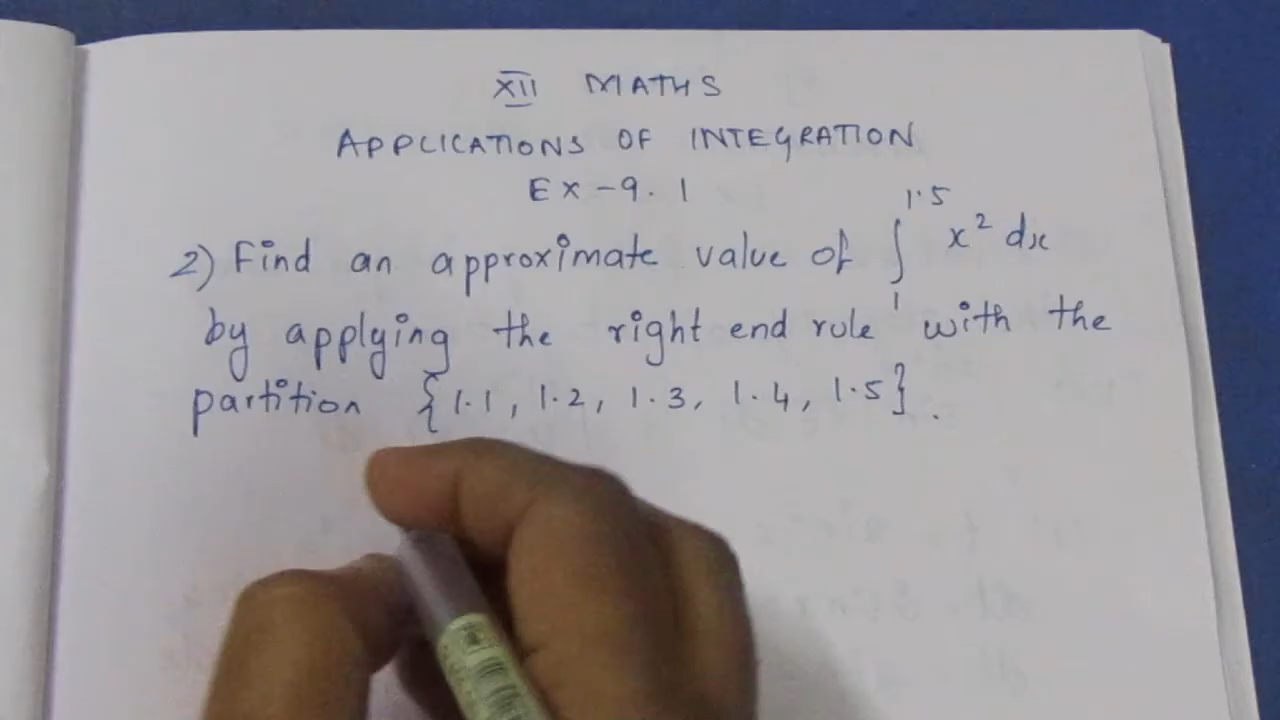 XII MATHS
APPLICATIONS OF INTEGRATION
Ex-9.1
2) Find an approximate value of ∫₁^1.5 x² dx
by applying the right end rule with the
partition {1.1, 1.2, 1.3, 1.4, 1.5}.